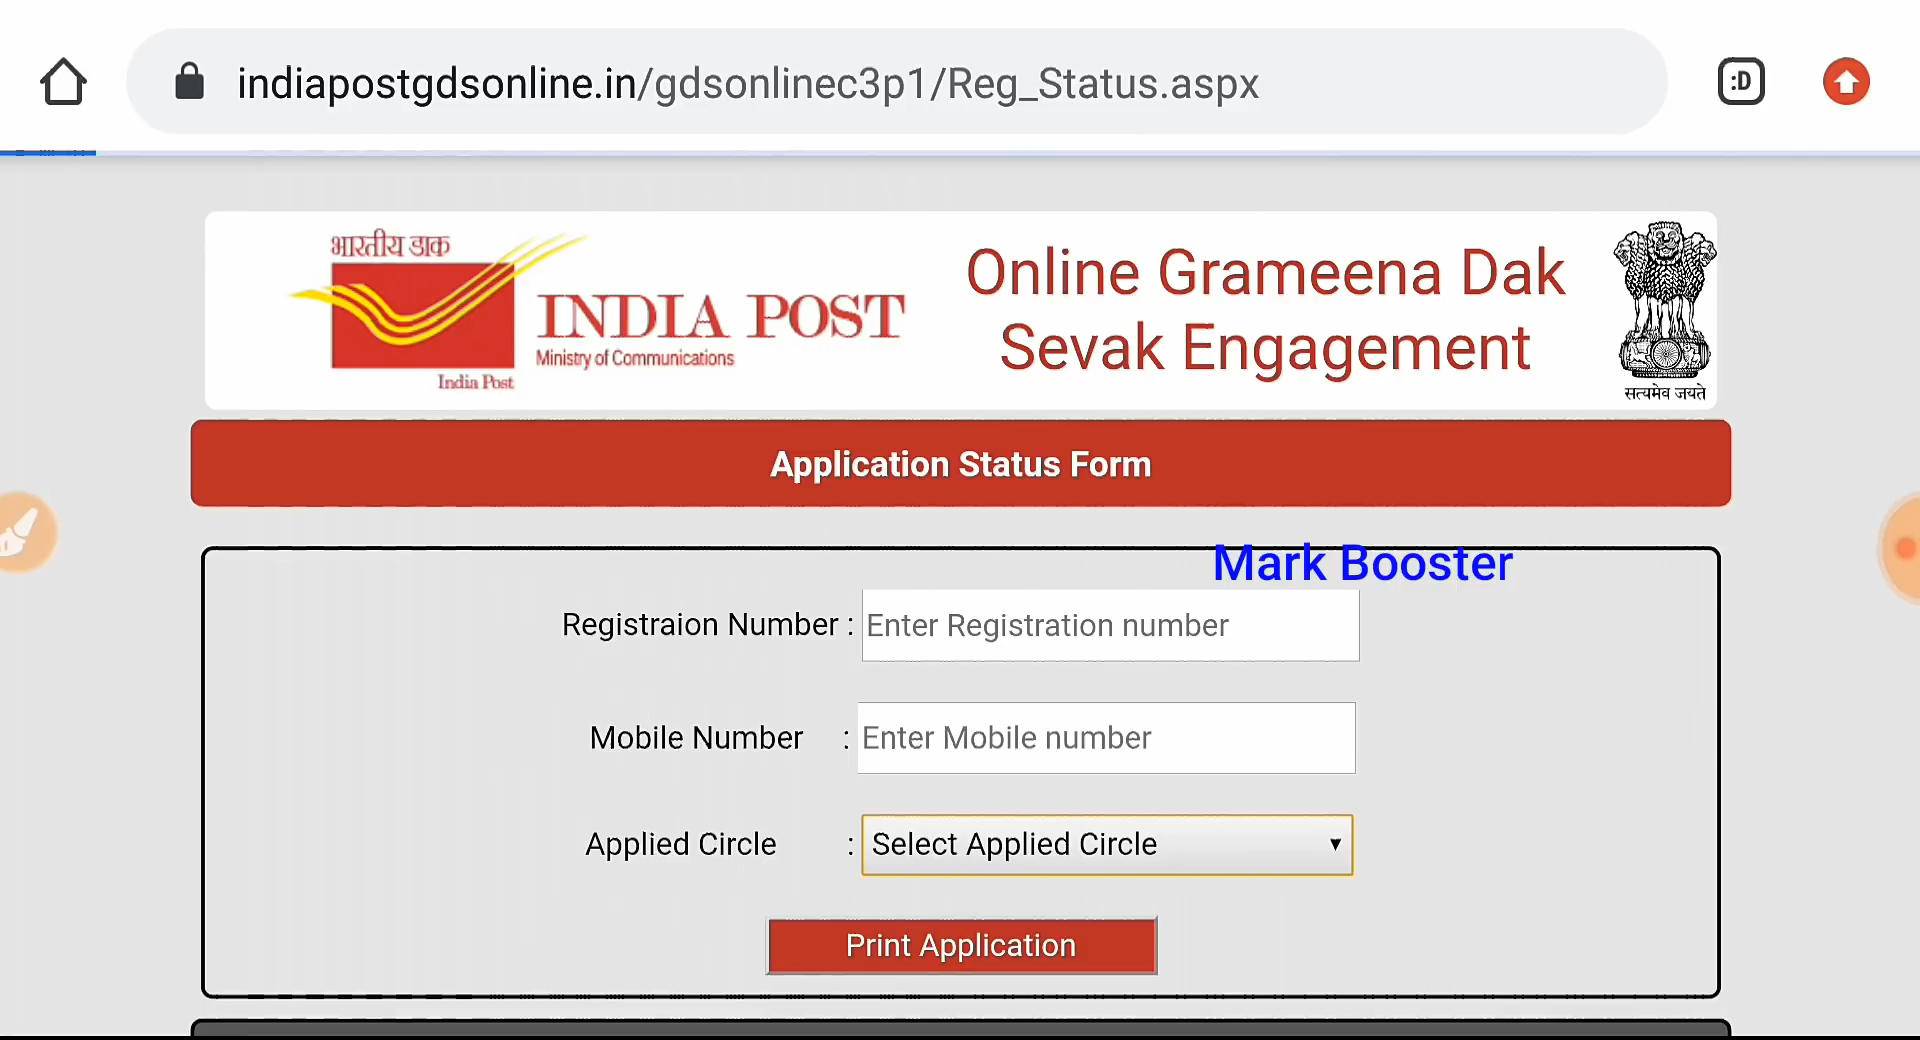 indiapostgdsonline.in/gdsonlinec3p1/Reg_Status.aspx
:D
भारतीय डाक
INDIA POST
Ministry of Communications
India Post
Online Grameena Dak
Sevak Engagement
सत्यमेव जयते
Application Status Form
Mark Booster
Registraion Number : Enter Registration number
Mobile Number : Enter Mobile number
Applied Circle : Select Applied Circle
Print Application